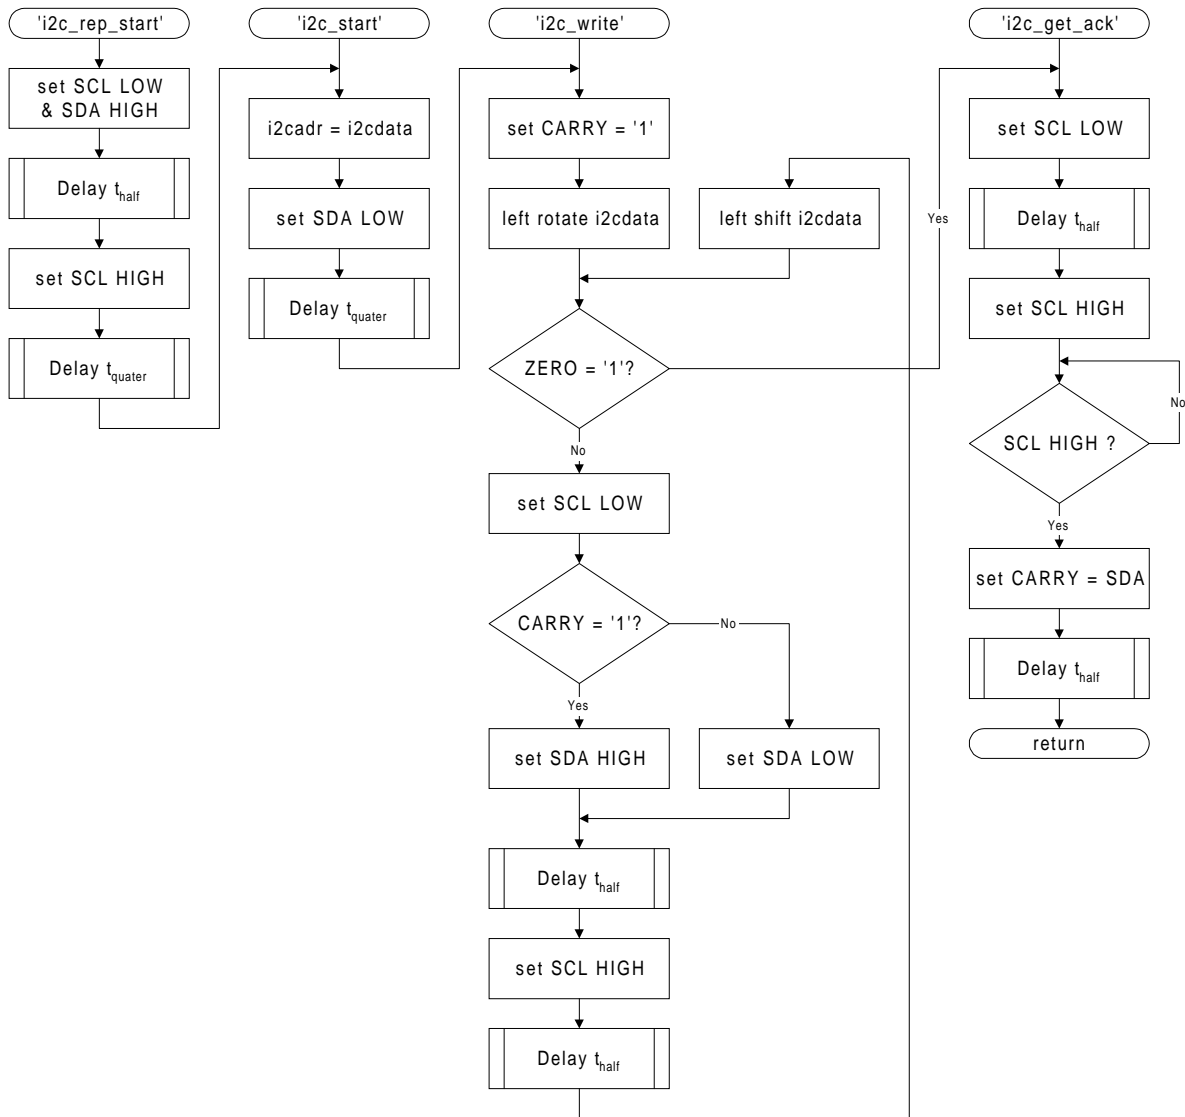 'i2c_rep_start'
set SCL LOW
& SDA HIGH
Delay thalf
set SCL HIGH
Delay tquater
'i2c_start'
i2cadr = i2cdata
set SDA LOW
Delay tquater
'i2c_write'
set CARRY = '1'
left rotate i2cdata
left shift i2cdata
ZERO = '1'?
Yes
No
set SCL LOW
CARRY = '1'?
No
Yes
set SDA HIGH
set SDA LOW
Delay thalf
set SCL HIGH
Delay thalf
'i2c_get_ack'
set SCL LOW
Delay thalf
set SCL HIGH
SCL HIGH ?
No
Yes
set CARRY = SDA
Delay thalf
return